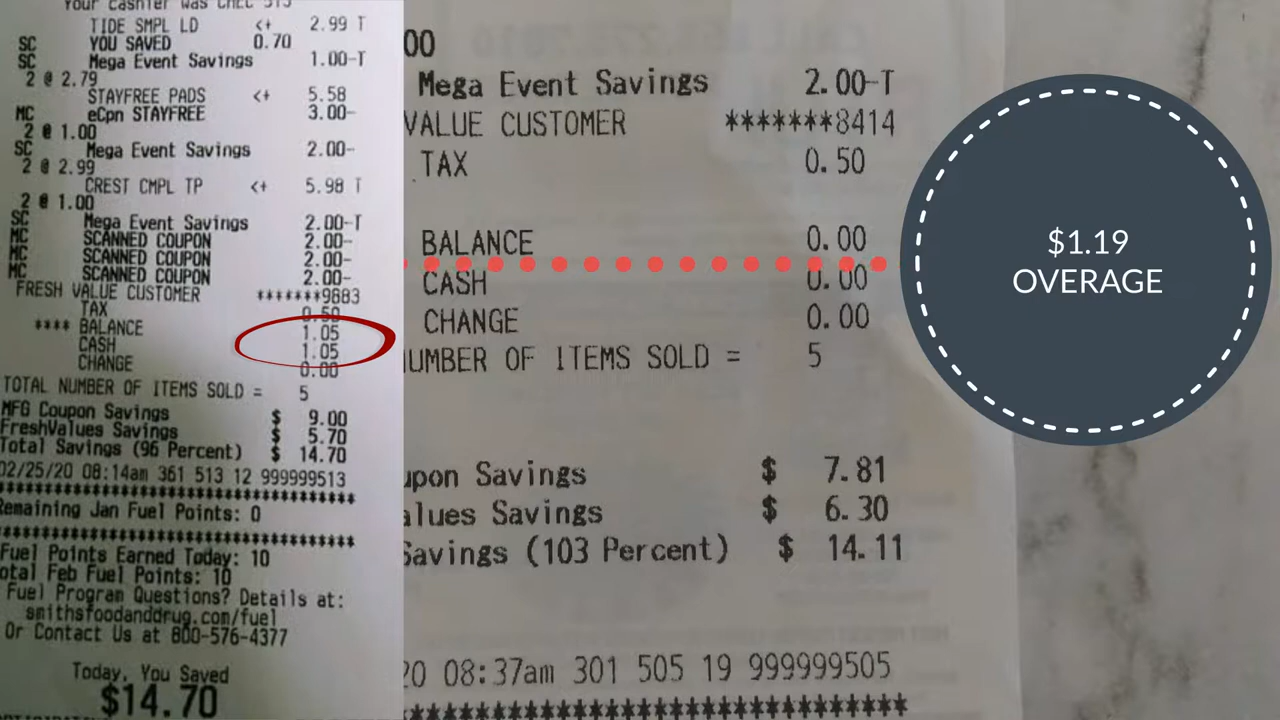 Your cashier was CHEC 513
TIDE SMPL LD <+ 2.99 T
SC YOU SAVED 0.70
SC Mega Event Savings 1.00-T
2 @ 2.79
STAYFREE PADS <+ 5.58
MC eCpn STAYFREE 3.00-
2 @ 1.00
SC Mega Event Savings 2.00-
2 @ 2.99
CREST CMPL TP <+ 5.98 T
2 @ 1.00
SC Mega Event Savings 2.00-T
MC SCANNED COUPON 2.00-
MC SCANNED COUPON 2.00-
MC SCANNED COUPON 2.00-
FRESH VALUE CUSTOMER *******9683
TAX 0.50
**** BALANCE 1.05
CASH 1.05
CHANGE 0.00
TOTAL NUMBER OF ITEMS SOLD = 5
MFG Coupon Savings $ 9.00
FreshValues Savings $ 5.70
Total Savings (96 Percent) $ 14.70
02/25/20 08:14am 361 513 12 999999513
************************************
Remaining Jan Fuel Points: 0
************************************
Fuel Points Earned Today: 10
otal Feb Fuel Points: 10
Fuel Program Questions? Details at:
smithsfoodanddrug.com/fuel
Or Contact Us at 800-576-4377
Today, You Saved
$14.70
00
Mega Event Savings 2.00-T
VALUE CUSTOMER *******8414
TAX 0.50
BALANCE 0.00
CASH 0.00
CHANGE 0.00
NUMBER OF ITEMS SOLD = 5
upon Savings $ 7.81
alues Savings $ 6.30
Savings (103 Percent) $ 14.11
20 08:37am 301 505 19 999999505
******************************
$1.19
OVERAGE